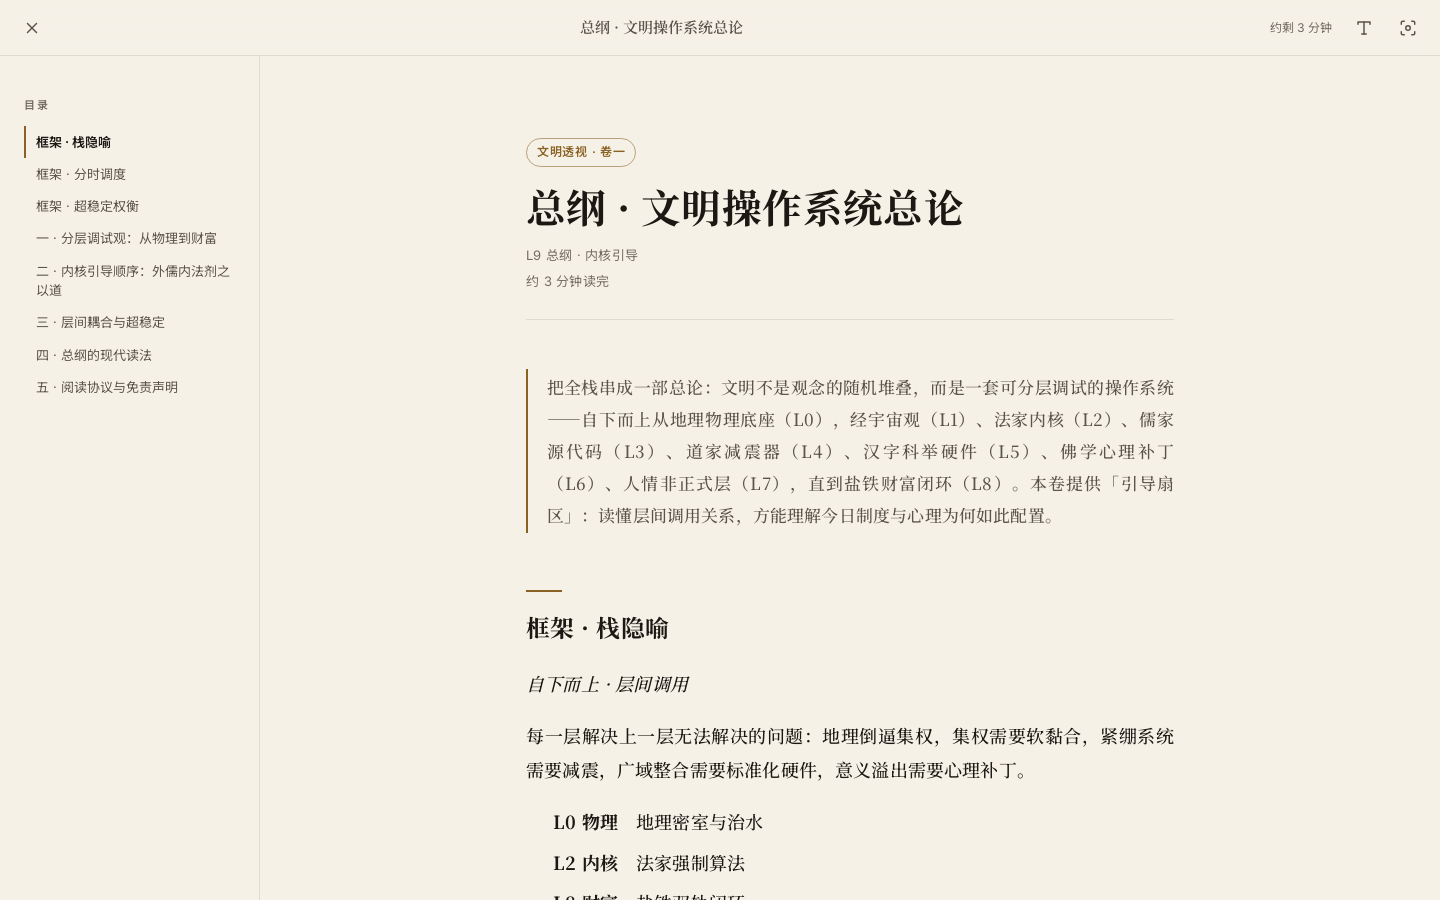 总纲 · 文明操作系统总论
约剩 3 分钟
目录
框架 · 栈隐喻
框架 · 分时调度
框架 · 超稳定权衡
一 · 分层调试观：从物理到财富
二 · 内核引导顺序：外儒内法剂之
以道
三 · 层间耦合与超稳定
四 · 总纲的现代读法
五 · 阅读协议与免责声明
文明透视 · 卷一
总纲 · 文明操作系统总论
L9 总纲 · 内核引导
约 3 分钟读完
把全栈串成一部总论：文明不是观念的随机堆叠，而是一套可分层调试的操作系统
——自下而上从地理物理底座（L0），经宇宙观（L1）、法家内核（L2）、儒家
源代码（L3）、道家减震器（L4）、汉字科举硬件（L5）、佛学心理补丁
（L6）、人情非正式层（L7），直到盐铁财富闭环（L8）。本卷提供「引导扇
区」：读懂层间调用关系，方能理解今日制度与心理为何如此配置。
框架 · 栈隐喻
自下而上 · 层间调用
每一层解决上一层无法解决的问题：地理倒逼集权，集权需要软黏合，紧绷系统
需要减震，广域整合需要标准化硬件，意义溢出需要心理补丁。
L0 物理 地理密室与治水
L2 内核 法家强制算法